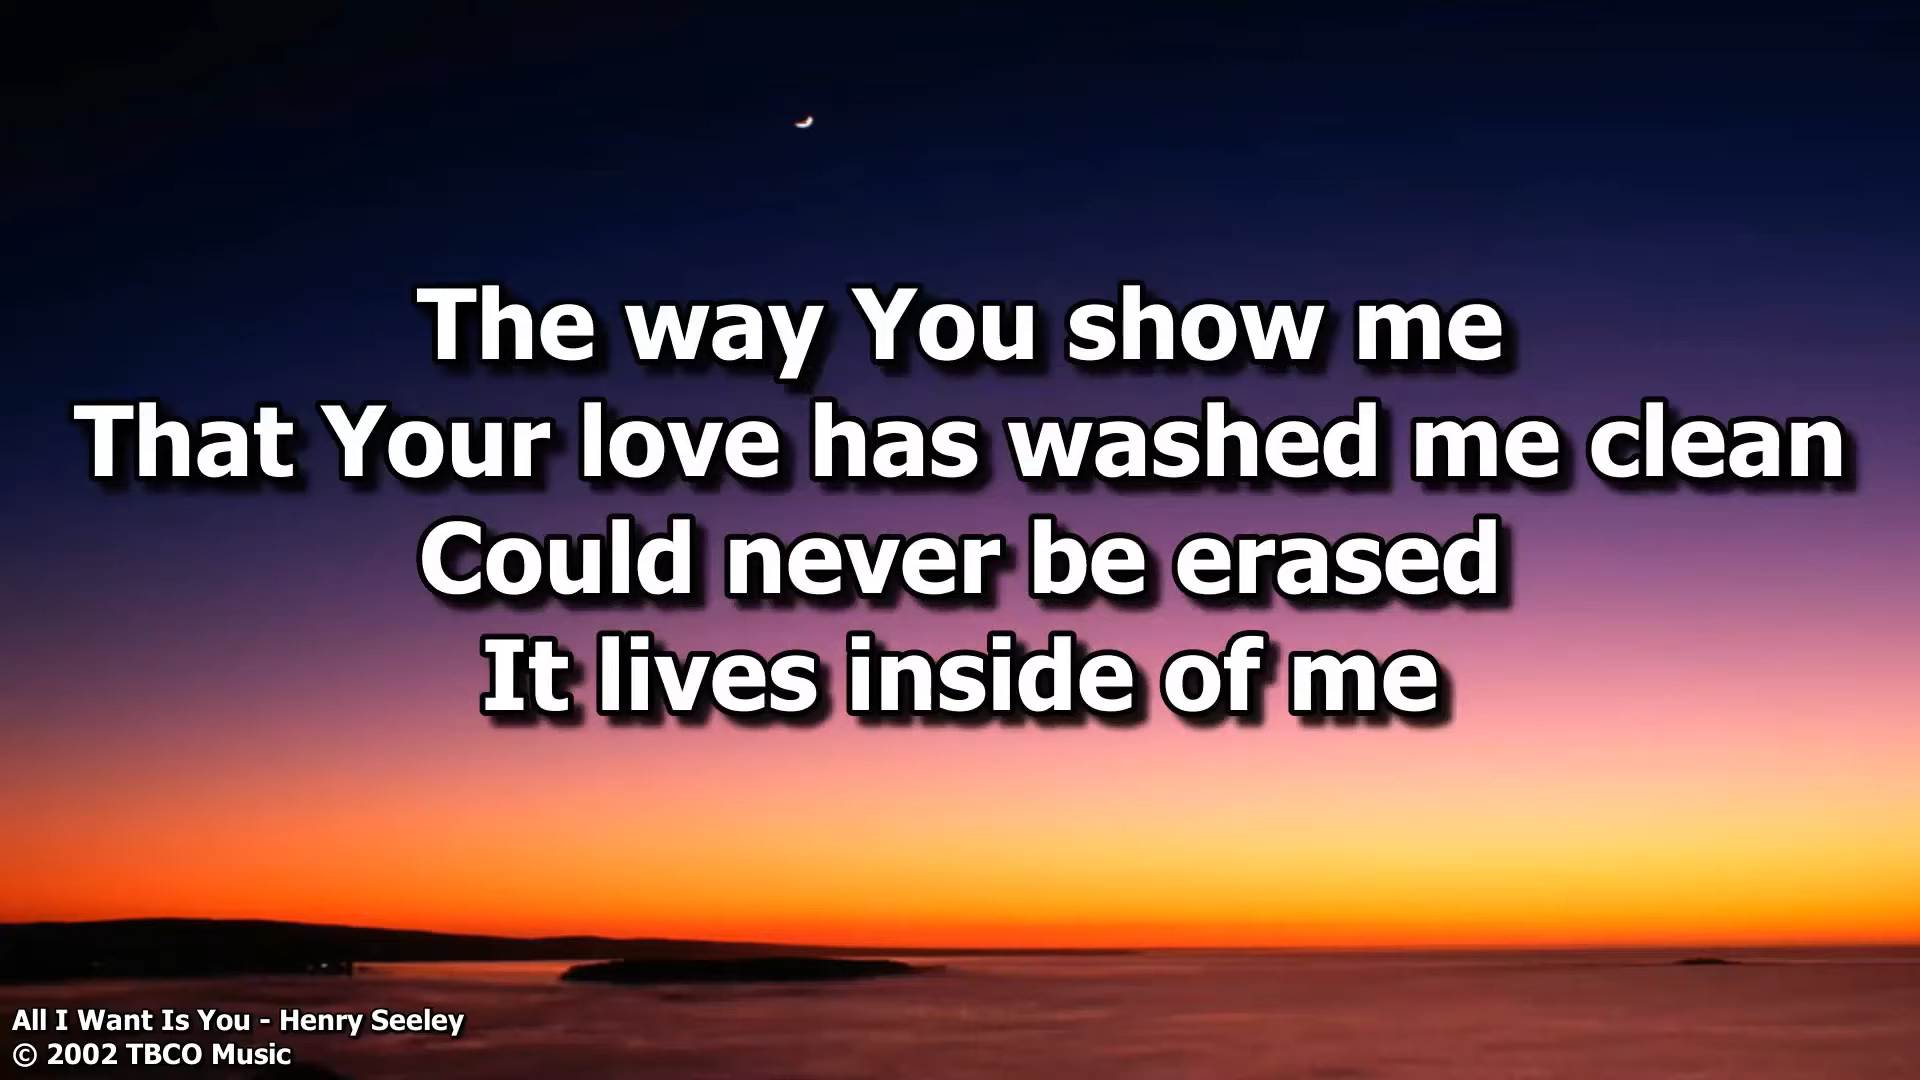 The way You show me
That Your love has washed me clean
Could never be erased
It lives inside of me
All I Want Is You - Henry Seeley
© 2002 TBCO Music